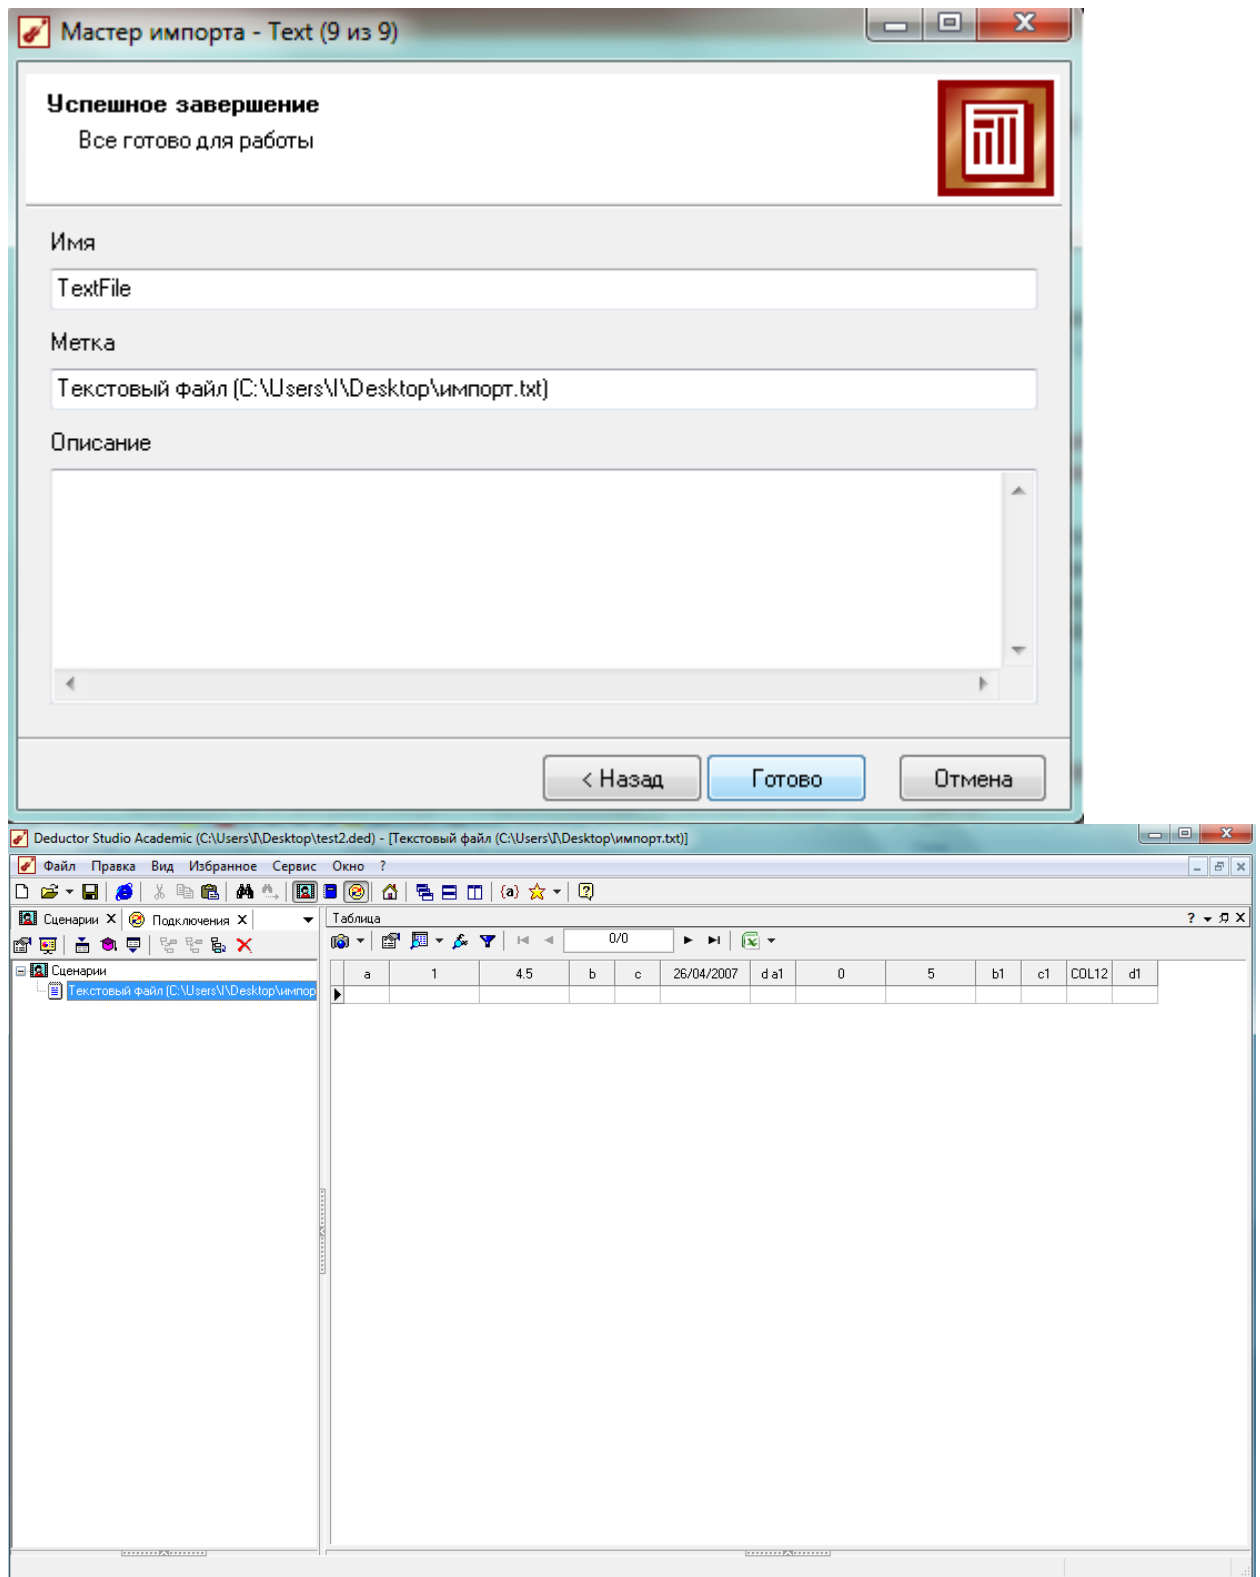 Мастер импорта - Text (9 из 9)
Успешное завершение
Все готово для работы
Имя
TextFile
Метка
Текстовый файл (C:\Users\I\Desktop\импорт.txt)
Описание
< Назад
Готово
Отмена
Deductor Studio Academic (C:\Users\I\Desktop\test2.ded) - [Текстовый файл (C:\Users\I\Desktop\импорт.txt)]
Файл Правка Вид Избранное Сервис Окно ?
{a}
Сценарии X Подключения X
Таблица
? X
0/0
Сценарии
Текстовый файл (C:\Users\I\Desktop\импор
a 1 4.5 b c 26/04/2007 d a1 0 5 b1 c1 COL12 d1